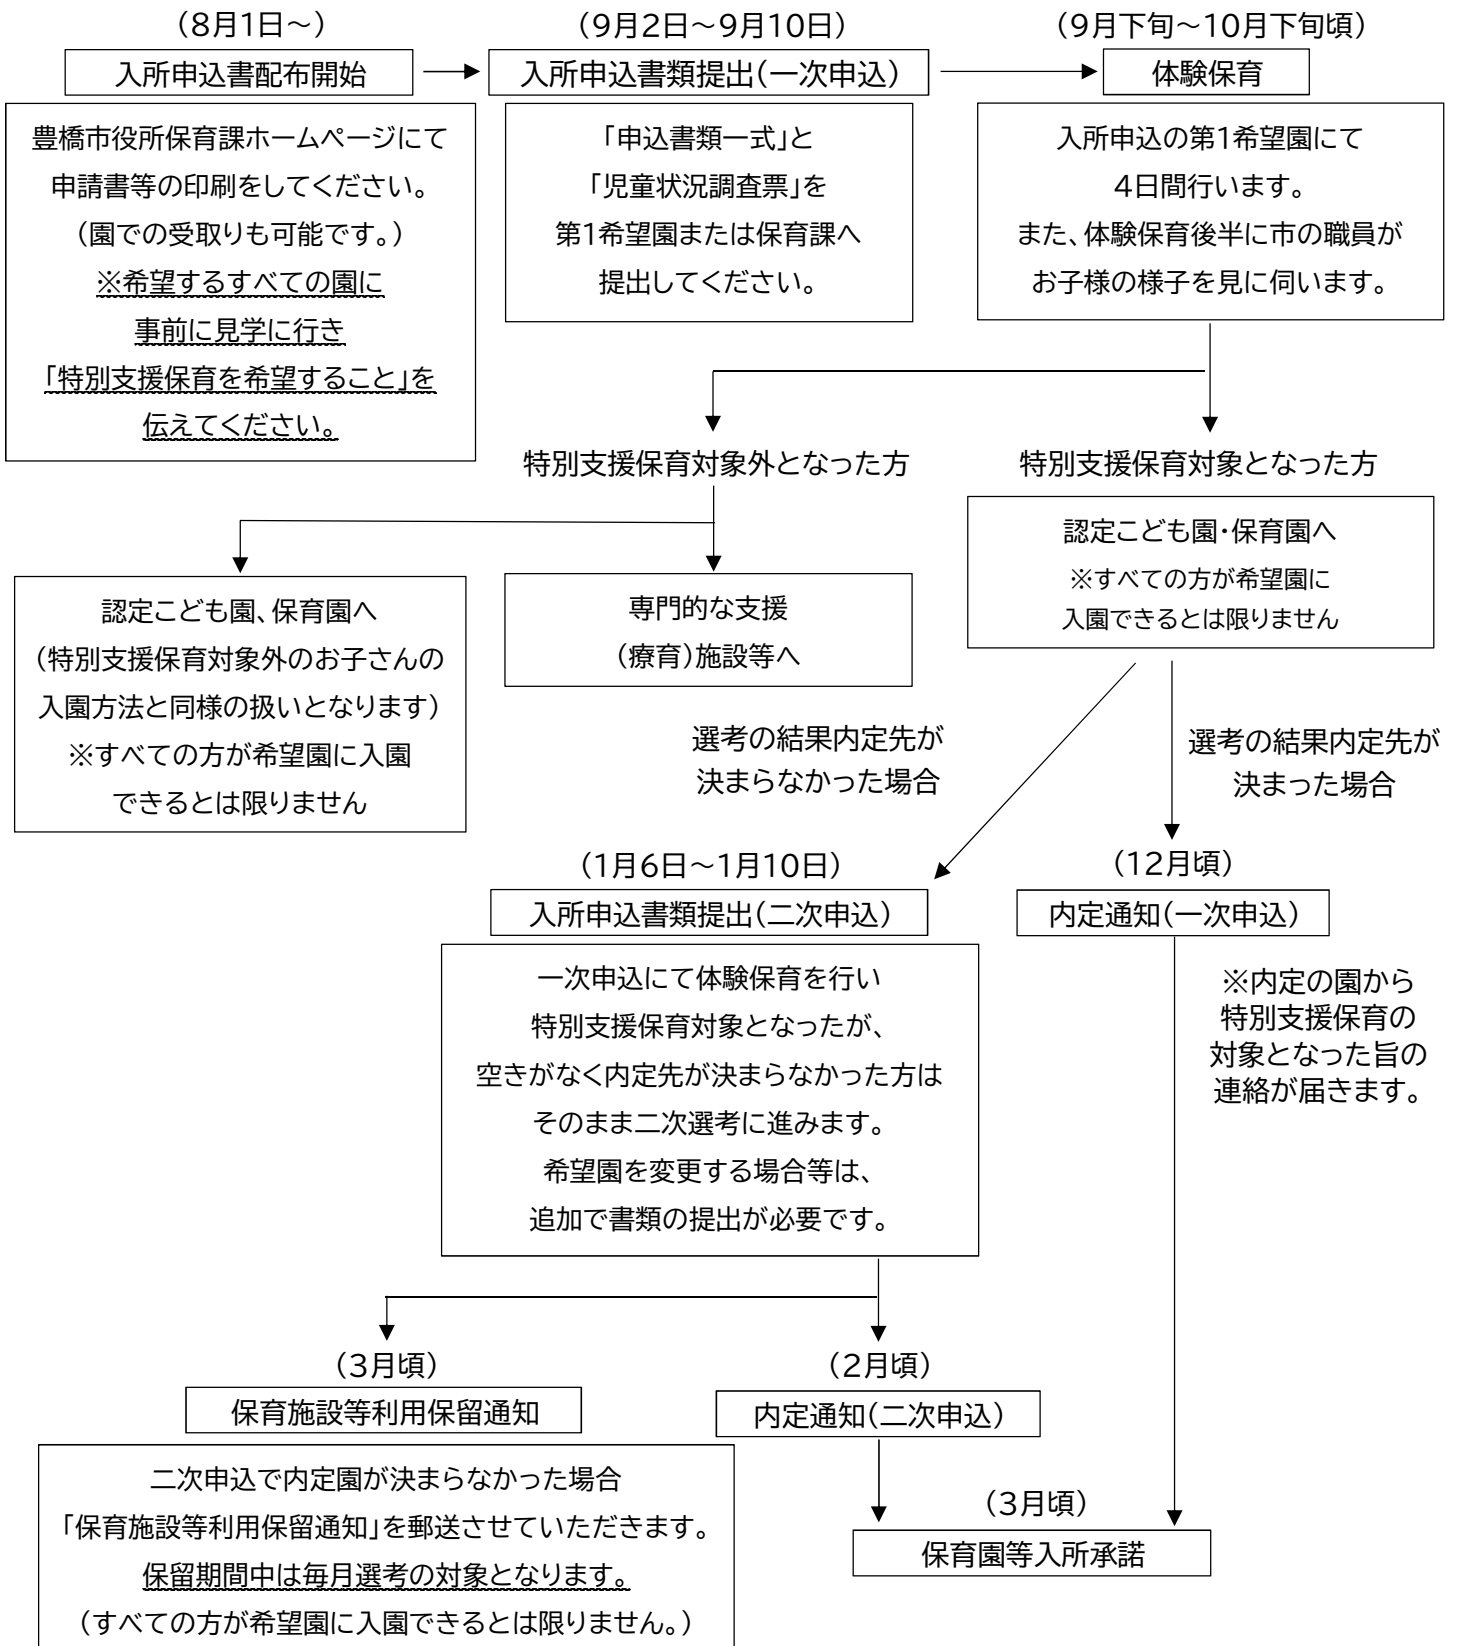 (8月1日～)
入所申込書配布開始
豊橋市役所保育課ホームページにて
申請書等の印刷をしてください。
(園での受取りも可能です。)
※希望するすべての園に
事前に見学に行き
「特別支援保育を希望すること」を
伝えてください。
(9月2日～9月10日)
入所申込書類提出(一次申込)
「申込書類一式」と
「児童状況調査票」を
第1希望園または保育課へ
提出してください。
(9月下旬～10月下旬頃)
体験保育
入所申込の第1希望園にて
4日間行います。
また、体験保育後半に市の職員が
お子様の様子を見に伺います。
特別支援保育対象外となった方
特別支援保育対象となった方
認定こども園、保育園へ
(特別支援保育対象外のお子さんの
入園方法と同様の扱いとなります)
※すべての方が希望園に入園
できるとは限りません
専門的な支援
(療育)施設等へ
認定こども園・保育園へ
※すべての方が希望園に
入園できるとは限りません
選考の結果内定先が
決まらなかった場合
選考の結果内定先が
決まった場合
(1月6日～1月10日)
入所申込書類提出(二次申込)
一次申込にて体験保育を行い
特別支援保育対象となったが、
空きがなく内定先が決まらなかった方は
そのまま二次選考に進みます。
希望園を変更する場合等は、
追加で書類の提出が必要です。
(12月頃)
内定通知(一次申込)
※内定の園から
特別支援保育の
対象となった旨の
連絡が届きます。
(3月頃)
保育施設等利用保留通知
二次申込で内定園が決まらなかった場合
「保育施設等利用保留通知」を郵送させていただきます。
保留期間中は毎月選考の対象となります。
(すべての方が希望園に入園できるとは限りません。)
(2月頃)
内定通知(二次申込)
(3月頃)
保育園等入所承諾